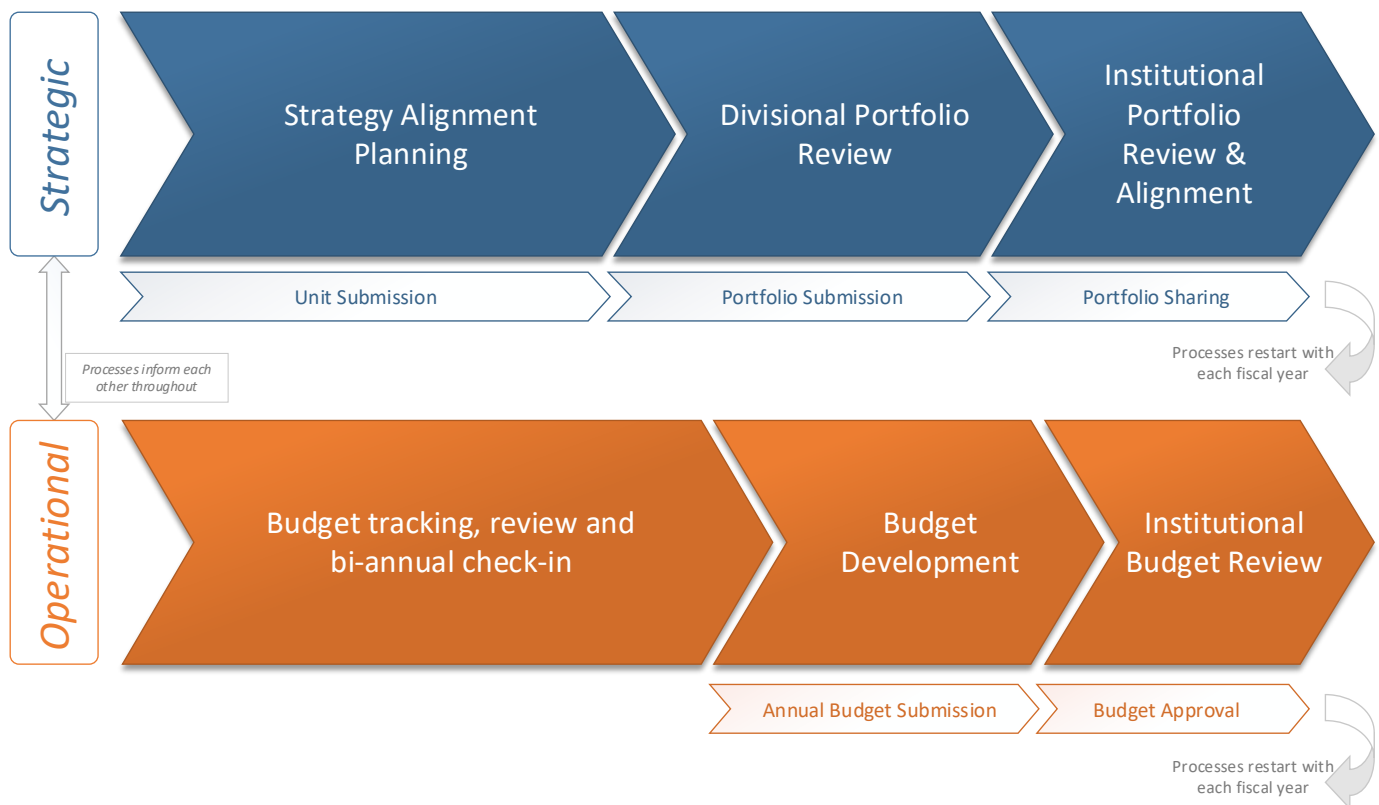 Strategic
Strategy Alignment
Planning
Divisional Portfolio
Review
Institutional
Portfolio
Review &
Alignment
Unit Submission
Portfolio Submission
Portfolio Sharing
Processes restart with
each fiscal year
Processes inform each
other throughout
Operational
Budget tracking, review and
bi-annual check-in
Budget
Development
Institutional
Budget Review
Annual Budget Submission
Budget Approval
Processes restart with
each fiscal year